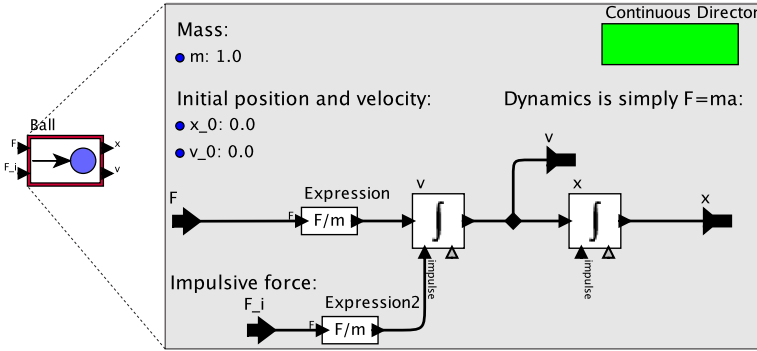 Continuous Director
Mass:
m: 1.0
Initial position and velocity:
Dynamics is simply F=ma:
x_0: 0.0
v_0: 0.0
Ball
F
x
F_i
v
v
F
Expression
v
x
x
F
F/m
∫
∫
impulse
impulse
Impulsive force:
F_i
Expression2
F
F/m